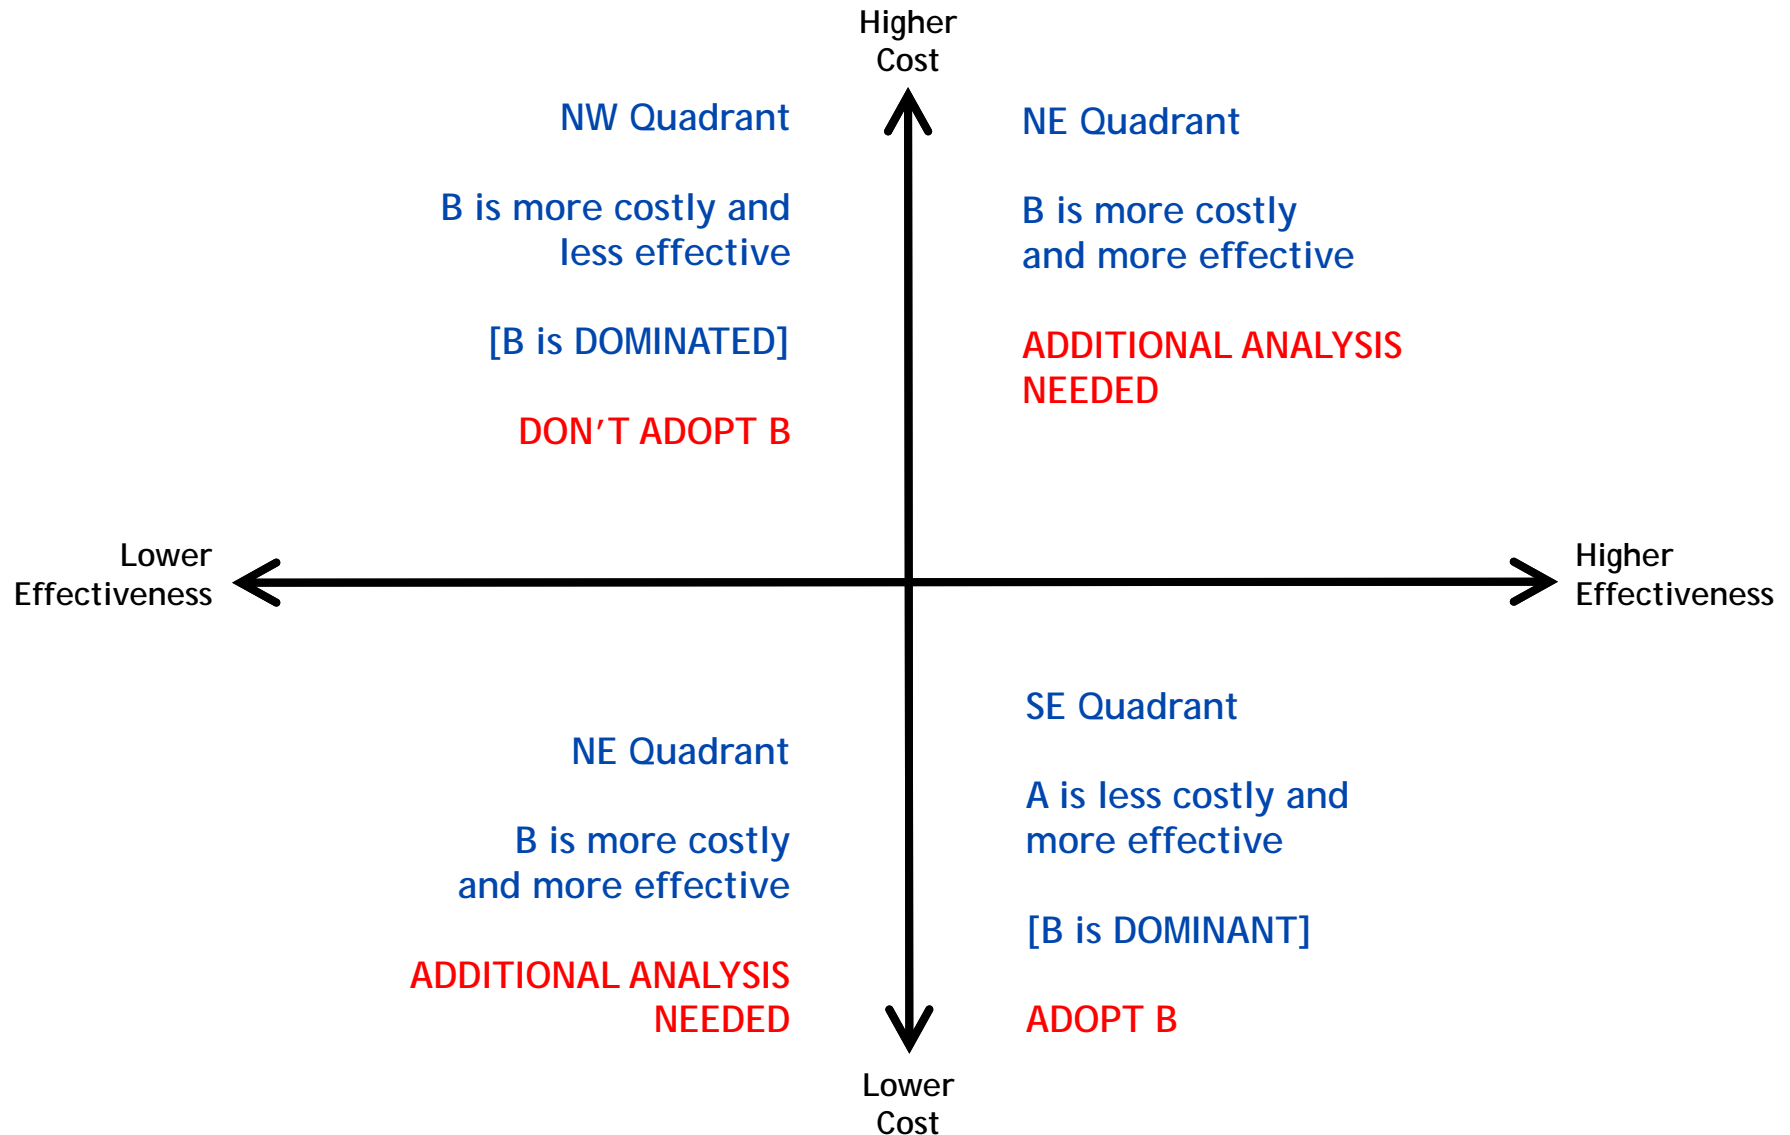 Higher
Cost
NW Quadrant
B is more costly and
less effective
[B is DOMINATED]
DON’T ADOPT B
NE Quadrant
B is more costly
and more effective
ADDITIONAL ANALYSIS
NEEDED
Lower
Effectiveness
Higher
Effectiveness
NE Quadrant
B is more costly
and more effective
ADDITIONAL ANALYSIS
NEEDED
SE Quadrant
A is less costly and
more effective
[B is DOMINANT]
ADOPT B
Lower
Cost